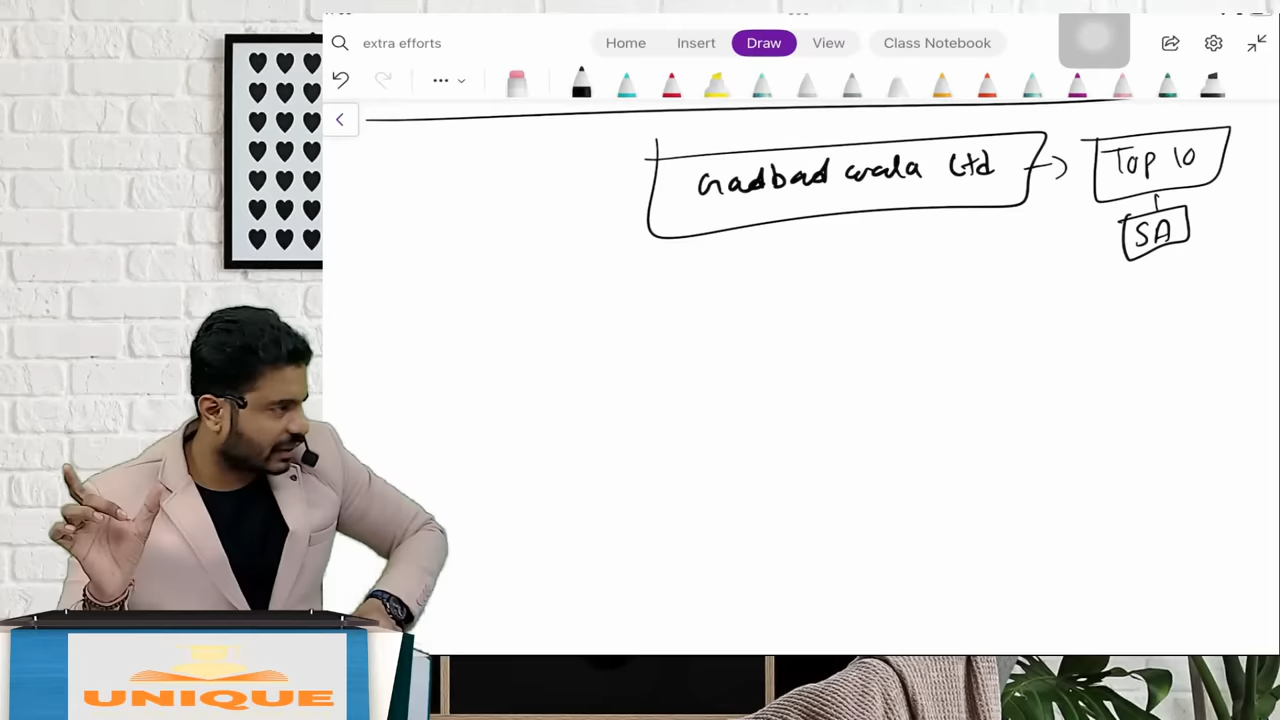 extra efforts
Home Insert Draw View Class Notebook
Gadbad wala Ltd
Top 10
SA
UNIQUE